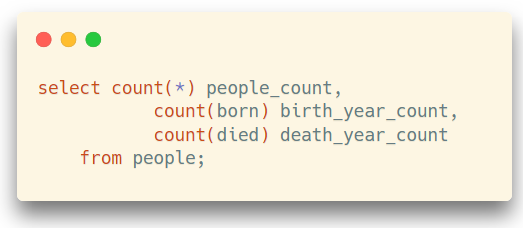 select count(*) people_count,
count(born) birth_year_count,
count(died) death_year_count
from people;